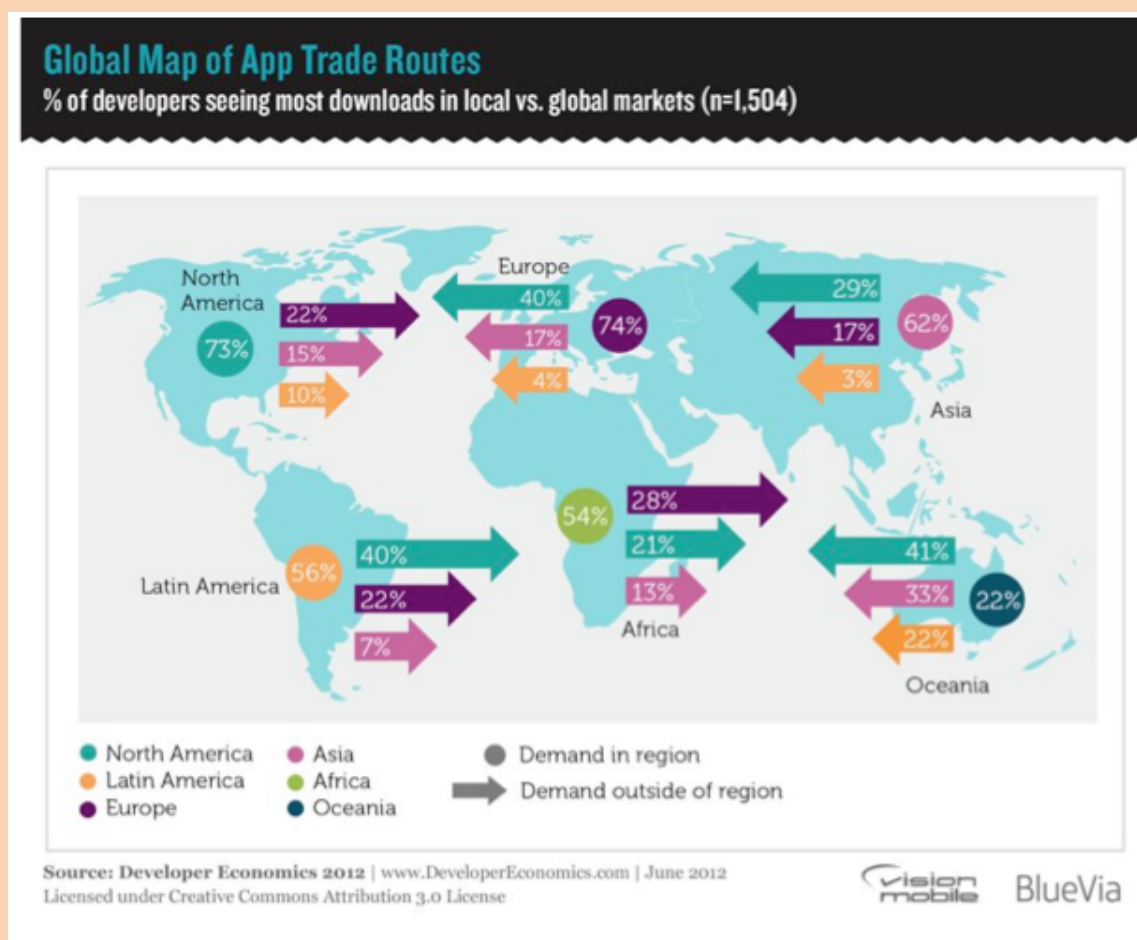 Global Map of App Trade Routes
% of developers seeing most downloads in local vs. global markets (n=1,504)
North
America
73%
22%
15%
10%
Europe
40%
17%
4%
74%
29%
17%
3%
62%
Asia
Latin America
56%
40%
22%
7%
54%
28%
21%
13%
Africa
41%
33%
22%
22%
Oceania
North America
Latin America
Europe
Asia
Africa
Oceania
Demand in region
Demand outside of region
Source: Developer Economics 2012 | www.DeveloperEconomics.com | June 2012
Licensed under Creative Commons Attribution 3.0 License
vision
mobile
BlueVia